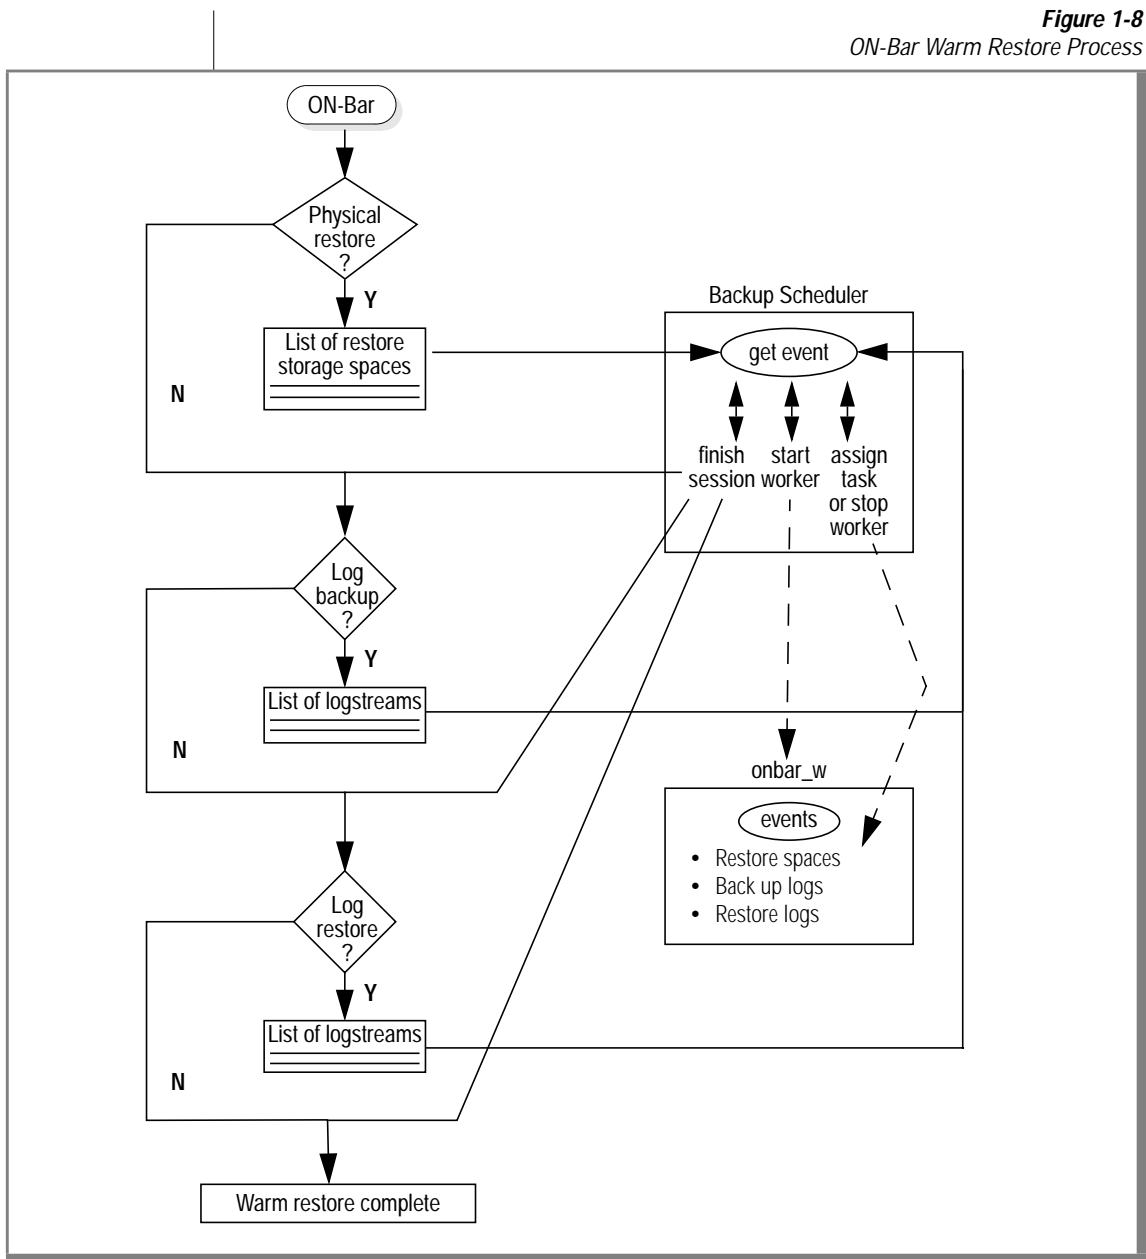 Figure 1-8
ON-Bar Warm Restore Process
ON-Bar
Physical
restore
?
Y
N
List of restore
storage spaces
Backup Scheduler
get event
finish
session
start
worker
assign
task
or stop
worker
Log
backup
?
Y
N
List of logstreams
onbar_w
events
• Restore spaces
• Back up logs
• Restore logs
Log
restore
?
Y
N
List of logstreams
Warm restore complete